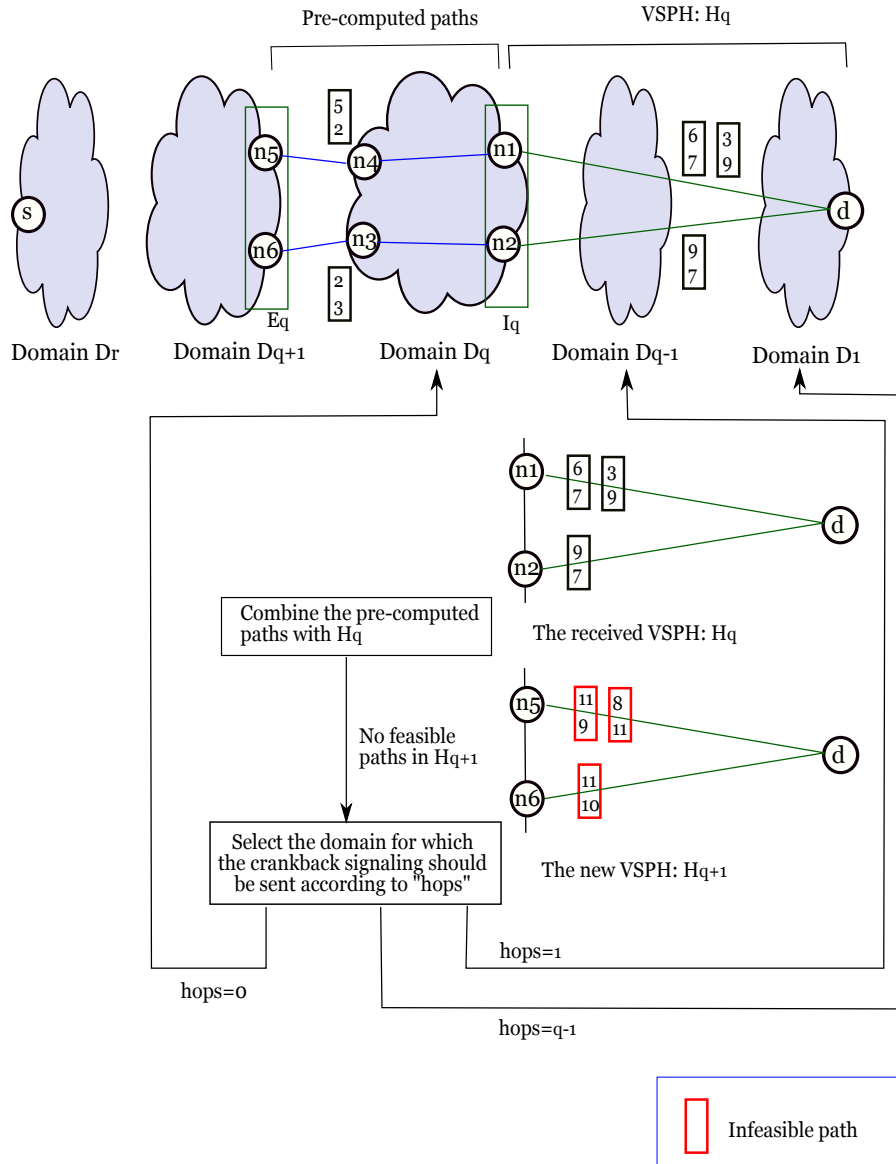 Pre-computed paths
VSPH: Hq
5
2
6
7
3
9
n5
n4
n1
s
d
n6
n3
n2
2
3
9
7
Eq
Iq
Domain Dr
Domain Dq+1
Domain Dq
Domain Dq-1
Domain D1
n1
6
7
3
9
d
n2
9
7
Combine the pre-computed
paths with Hq
The received VSPH: Hq
n5
11
9
8
11
No feasible
paths in Hq+1
d
n6
11
10
Select the domain for which
the crankback signaling should
be sent according to "hops"
The new VSPH: Hq+1
hops=1
hops=0
hops=q-1
Infeasible path